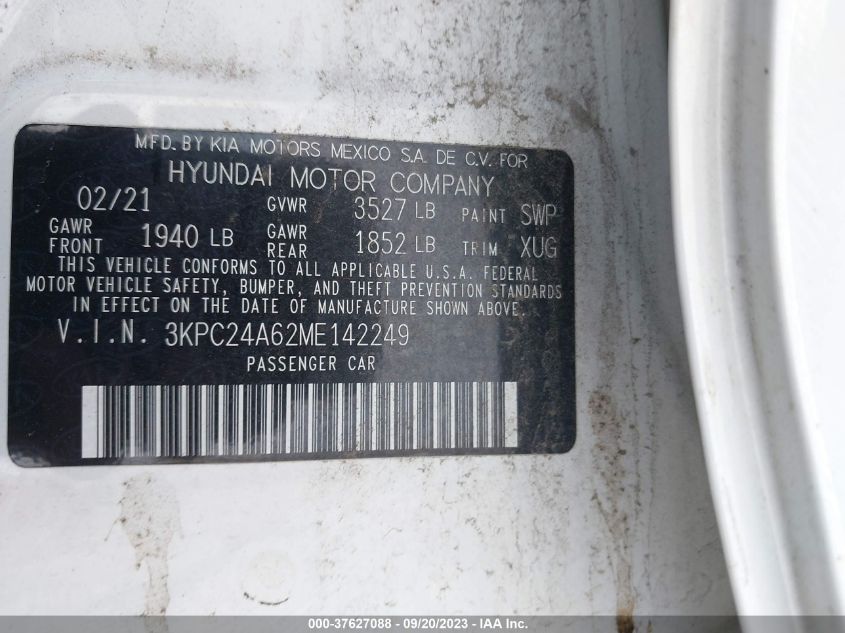 MFD. BY KIA MOTORS MEXICO S.A. DE C.V. FOR
HYUNDAI MOTOR COMPANY
02/21 GVWR 3527 LB PAINT SWP
GAWR FRONT 1940 LB GAWR REAR 1852 LB TRIM XUG
THIS VEHICLE CONFORMS TO ALL APPLICABLE U.S.A. FEDERAL
MOTOR VEHICLE SAFETY, BUMPER, AND THEFT PREVENTION STANDARDS
IN EFFECT ON THE DATE OF MANUFACTURE SHOWN ABOVE.
V.I.N. 3KPC24A62ME142249
PASSENGER CAR
000-37627088 - 09/20/2023 - IAA Inc.